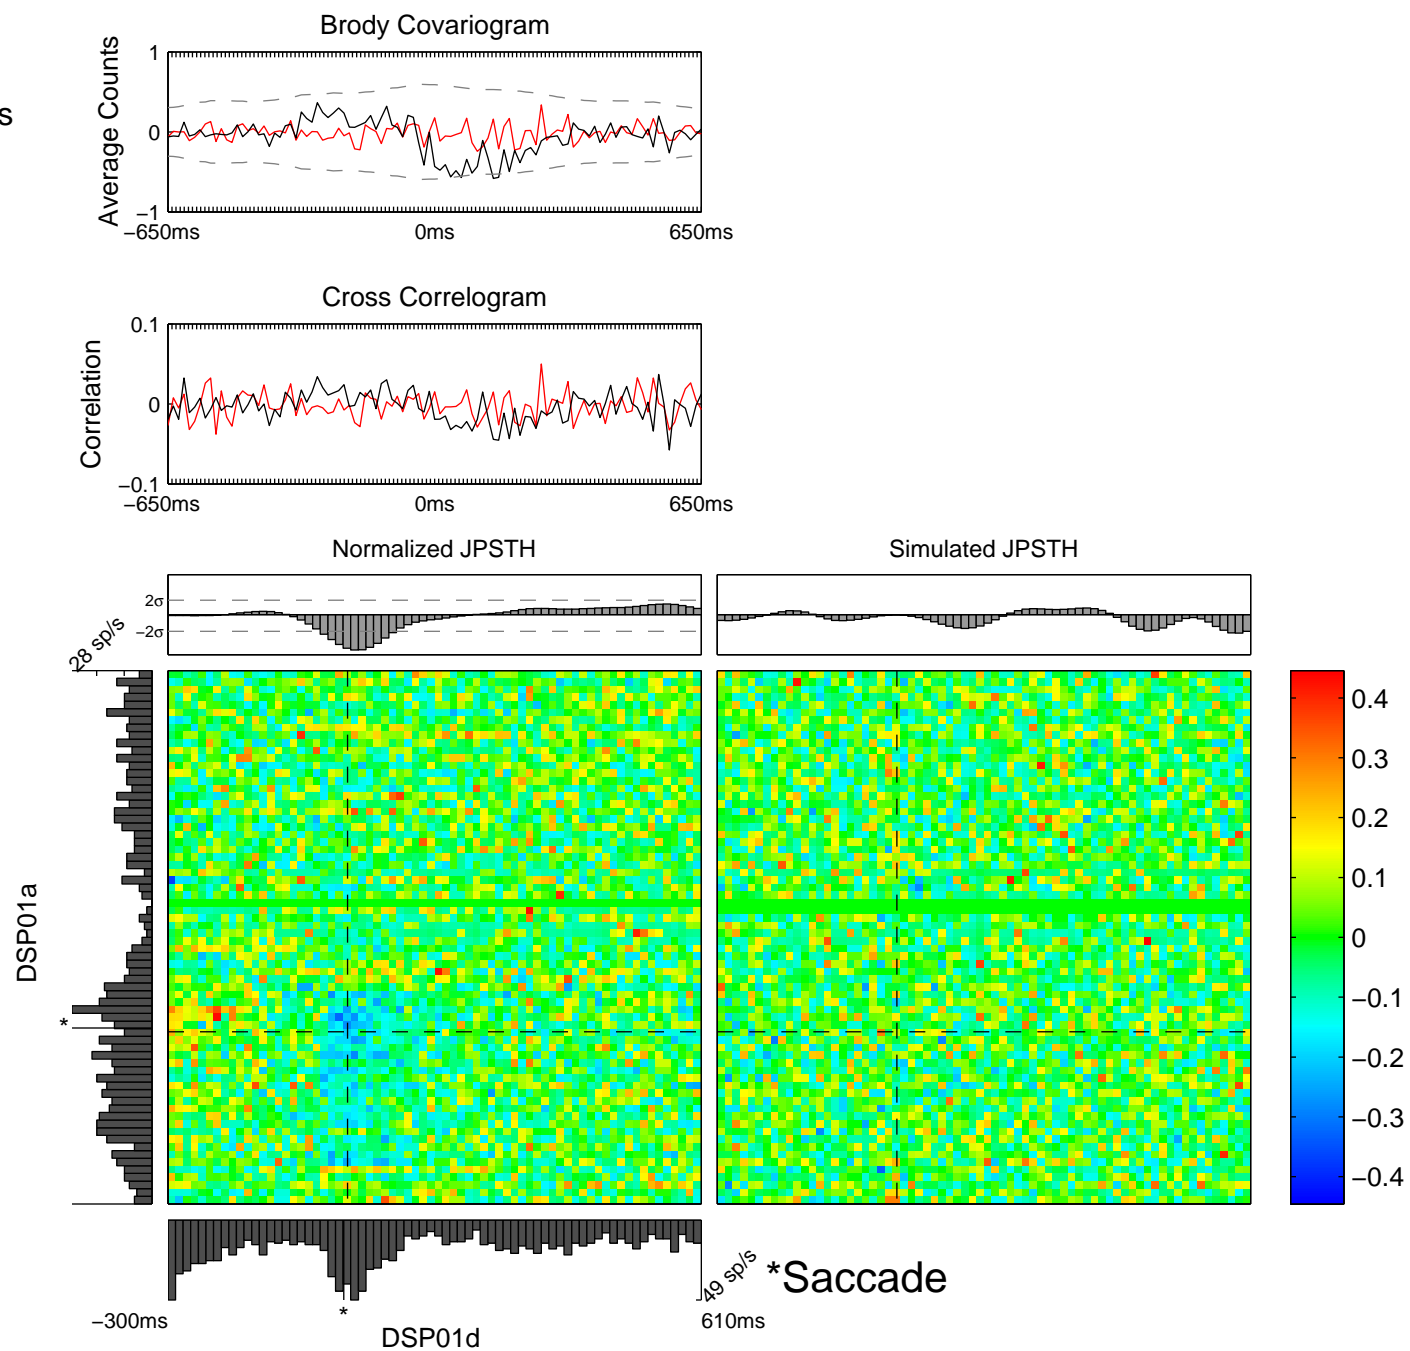 Brody Covariogram
s
Average Counts
1
0
−1
−650ms
0ms
650ms
Cross Correlogram
Correlation
0.1
0
−0.1
−650ms
0ms
650ms
Normalized JPSTH
Simulated JPSTH
2σ
−2σ
28 sp/s
DSP01a
*
0.4
0.3
0.2
0.1
0
−0.1
−0.2
−0.3
−0.4
49 sp/s
*Saccade
*
−300ms
610ms
DSP01d